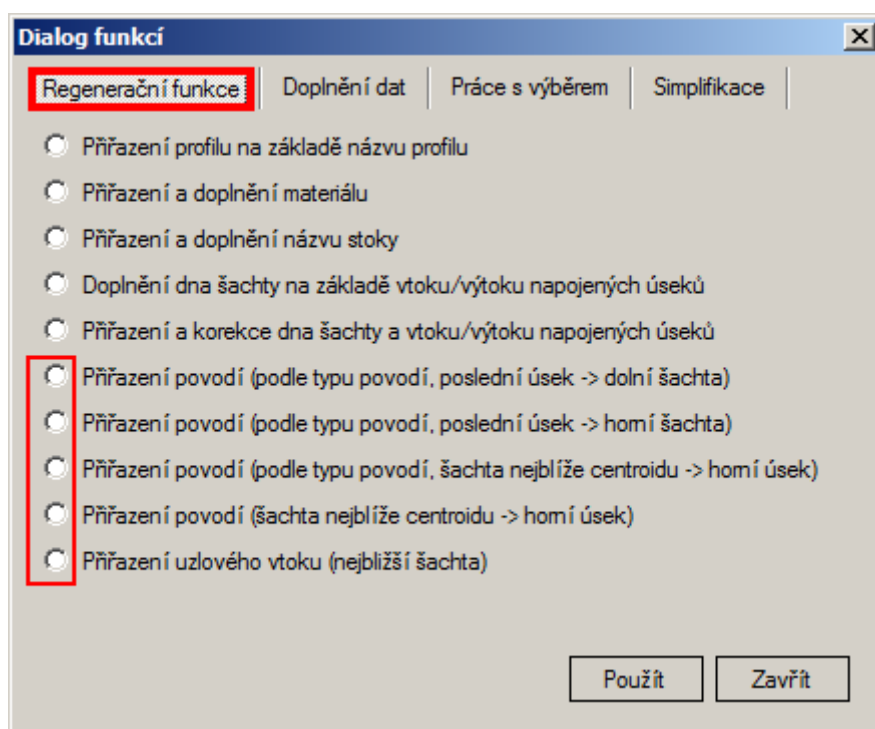 Dialog funkcí
Regenerační funkce Doplnění dat Práce s výběrem Simplifikace
Přiřazení profilu na základě názvu profilu
Přiřazení a doplnění materiálu
Přiřazení a doplnění názvu stoky
Doplnění dna šachty na základě vtoku/výtoku napojených úseků
Přiřazení a korekce dna šachty a vtoku/výtoku napojených úseků
Přiřazení povodí (podle typu povodí, poslední úsek -> dolní šachta)
Přiřazení povodí (podle typu povodí, poslední úsek -> horní šachta)
Přiřazení povodí (podle typu povodí, šachta nejblíže centroidu -> horní úsek)
Přiřazení povodí (šachta nejblíže centroidu -> horní úsek)
Přiřazení uzlového vtoku (nejbližší šachta)
Použít Zavřít